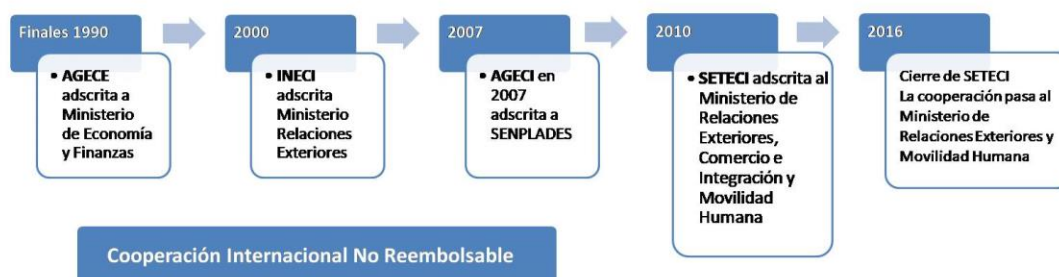 Finales 1990
• AGECE
adscrita a
Ministerio
de Economía
y Finanzas
2000
• INECI
adscrita
Ministerio
Relaciones
Exteriores
2007
• AGECI en
2007
adscrita a
SENPLADES
2010
• SETECI adscrita al
Ministerio de
Relaciones
Exteriores,
Comercio e
Integración y
Movilidad
Humana
2016
Cierre de SETECI
La cooperación pasa al
Ministerio de
Relaciones Exteriores y
Movilidad Humana
Cooperación Internacional No Reembolsable